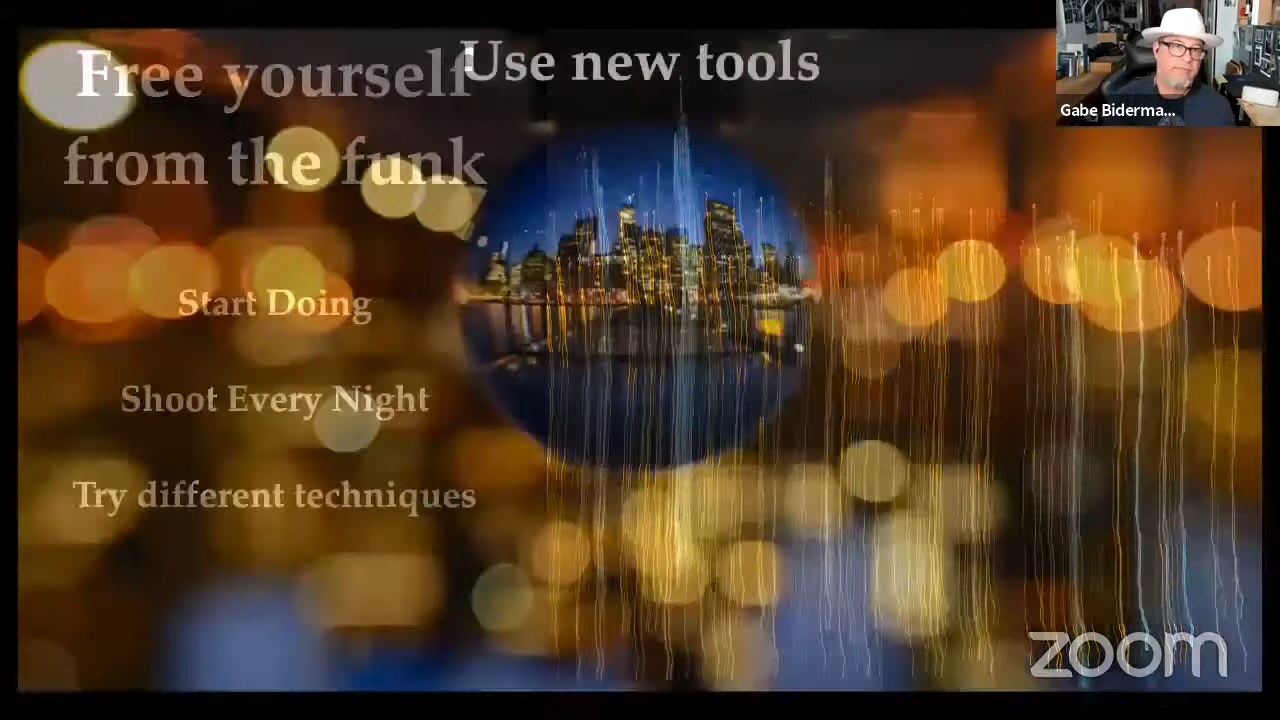 Free yourself
from the funk
Use new tools
Start Doing
Shoot Every Night
Try different techniques
Gabe Biderma...
zoom